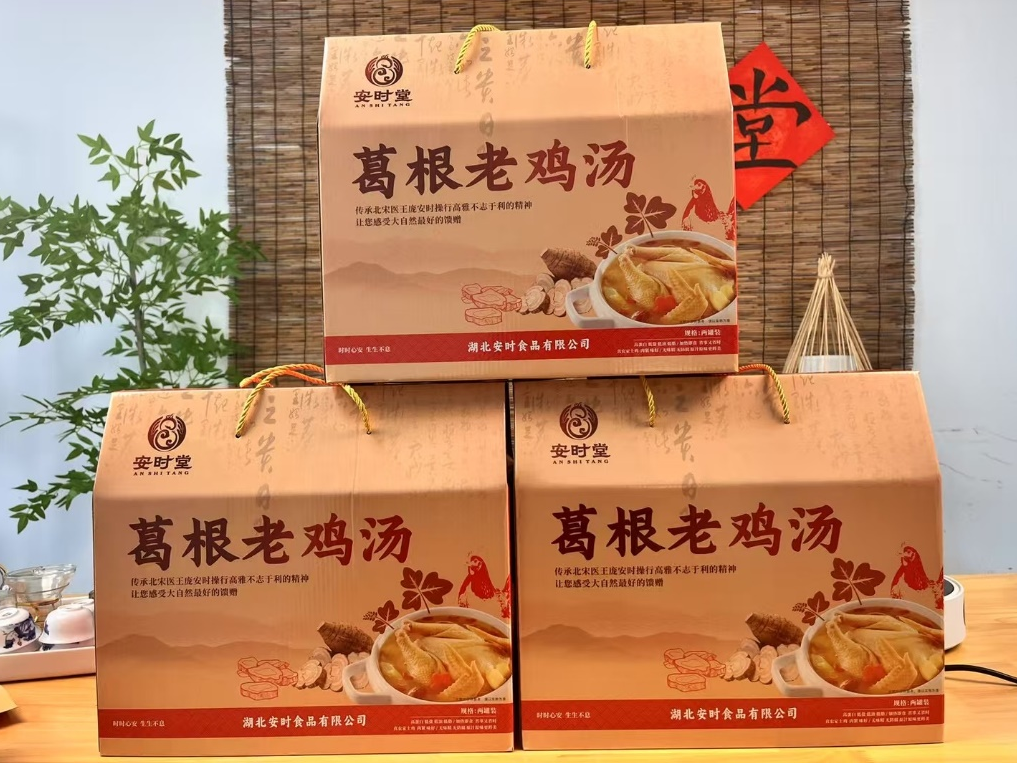 安时堂
AN SHI TANG
堂
葛根老鸡汤
传承北宋医王庞安时操行高雅不志于利的精神
让您感受大自然最好的馈赠
规格:两罐装
时时心安 生生不息
湖北安时食品有限公司
安时堂
AN SHI TANG
葛根老鸡汤
传承北宋医王庞安时操行高雅不志于利的精神
让您感受大自然最好的馈赠
规格:两罐装
时时心安 生生不息
湖北安时食品有限公司
安时堂
AN SHI TANG
葛根老鸡汤
传承北宋医王庞安时操行高雅不志于利的精神
让您感受大自然最好的馈赠
规格:两罐装
时时心安 生生不息
湖北安时食品有限公司